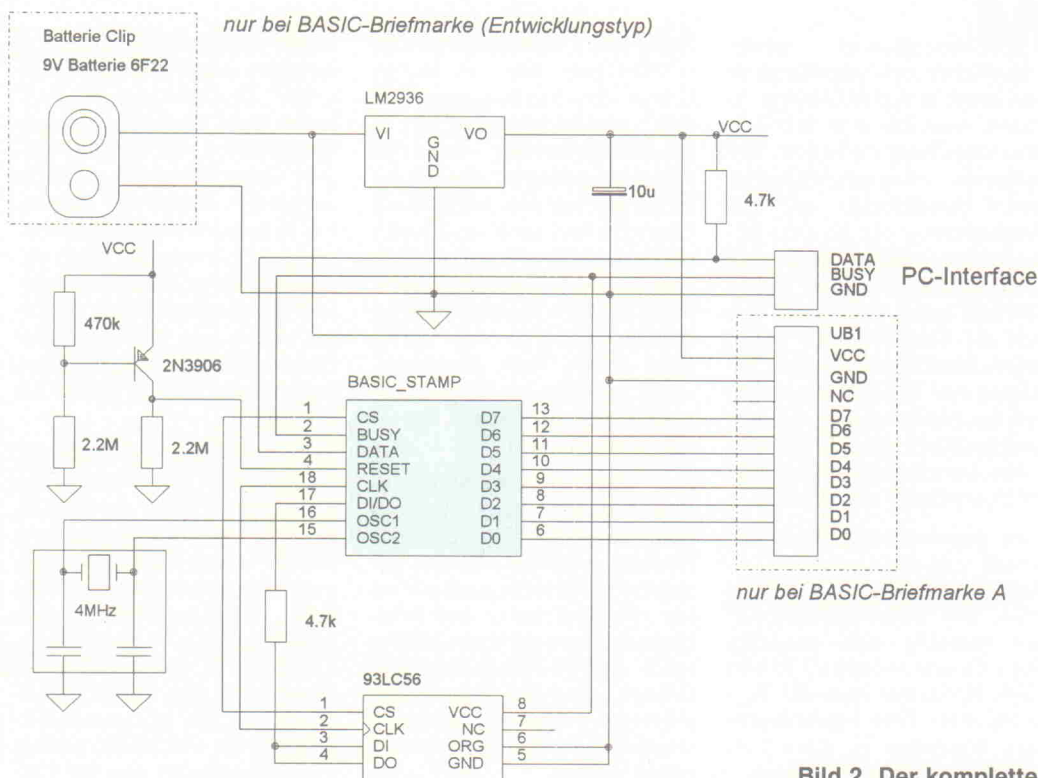 nur bei BASIC-Briefmarke (Entwicklungstyp)
Batterie Clip
9V Batterie 6F22
LM2936
VI
VO
GND
VCC
10u
4.7k
DATA
BUSY
GND
PC-Interface
VCC
470k
2N3906
2.2M
2.2M
UB1
VCC
GND
NC
D7
D6
D5
D4
D3
D2
D1
D0
nur bei BASIC-Briefmarke A
BASIC_STAMP
1 CS D7 13
2 BUSY D6 12
3 DATA D5 11
4 RESET D4 10
18 CLK D3 9
17 DI/DO D2 8
16 OSC1 D1 7
15 OSC2 D0 6
4MHz
4.7k
93LC56
1 CS VCC 8
2 CLK NC 7
3 DI ORG 6
4 DO GND 5
Bild 2. Der komplette